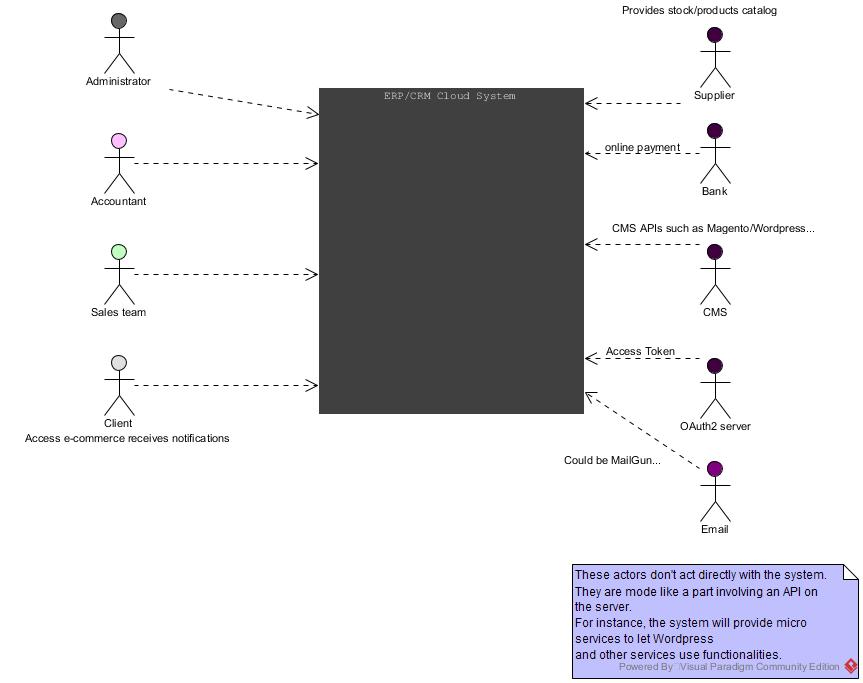 Provides stock/products catalog
Administrator
Supplier
ERP/CRM Cloud System
online payment
Accountant
Bank
CMS APIs such as Magento/Wordpress...
Sales team
CMS
Access Token
Client
Access e-commerce receives notifications
OAuth2 server
Could be MailGun...
Email
These actors don't act directly with the system.
They are mode like a part involving an API on
the server.
For instance, the system will provide micro
services to let Wordpress
and other services use functionalities.
Powered By Visual Paradigm Community Edition